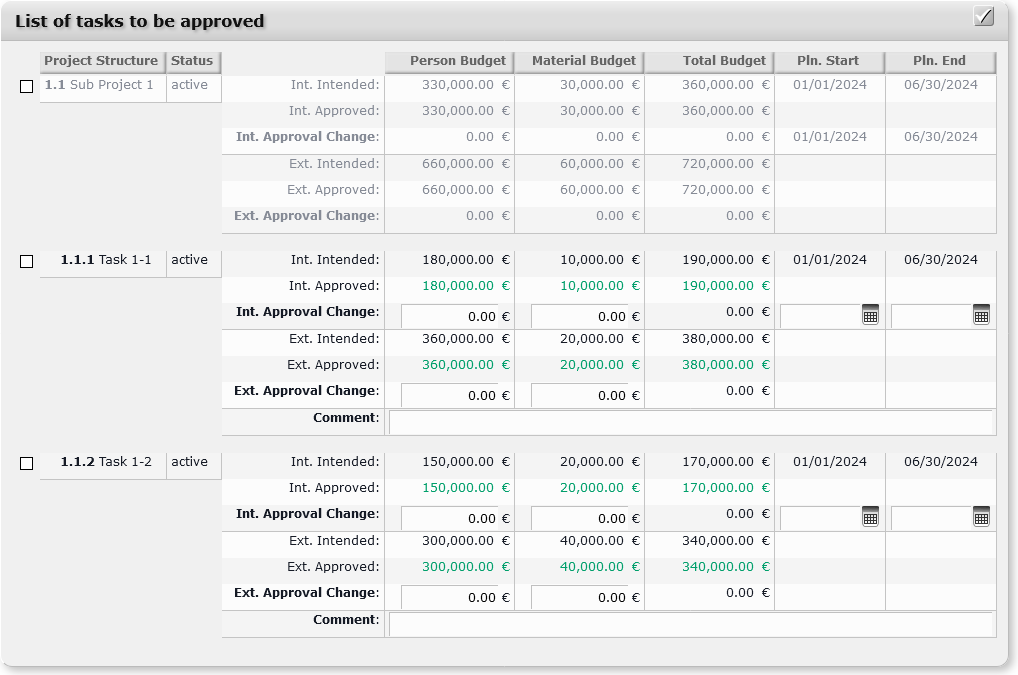 List of tasks to be approved
Project Structure Status Person Budget Material Budget Total Budget Pln. Start Pln. End
1.1 Sub Project 1 active Int. Intended: 330,000.00 € 30,000.00 € 360,000.00 € 01/01/2024 06/30/2024
Int. Approved: 330,000.00 € 30,000.00 € 360,000.00 €
Int. Approval Change: 0.00 € 0.00 € 0.00 € 01/01/2024 06/30/2024
Ext. Intended: 660,000.00 € 60,000.00 € 720,000.00 €
Ext. Approved: 660,000.00 € 60,000.00 € 720,000.00 €
Ext. Approval Change: 0.00 € 0.00 € 0.00 €
1.1.1 Task 1-1 active Int. Intended: 180,000.00 € 10,000.00 € 190,000.00 € 01/01/2024 06/30/2024
Int. Approved: 180,000.00 € 10,000.00 € 190,000.00 €
Int. Approval Change: 0.00 € 0.00 € 0.00 €
Ext. Intended: 360,000.00 € 20,000.00 € 380,000.00 €
Ext. Approved: 360,000.00 € 20,000.00 € 380,000.00 €
Ext. Approval Change: 0.00 € 0.00 € 0.00 €
Comment:
1.1.2 Task 1-2 active Int. Intended: 150,000.00 € 20,000.00 € 170,000.00 € 01/01/2024 06/30/2024
Int. Approved: 150,000.00 € 20,000.00 € 170,000.00 €
Int. Approval Change: 0.00 € 0.00 € 0.00 €
Ext. Intended: 300,000.00 € 40,000.00 € 340,000.00 €
Ext. Approved: 300,000.00 € 40,000.00 € 340,000.00 €
Ext. Approval Change: 0.00 € 0.00 € 0.00 €
Comment: